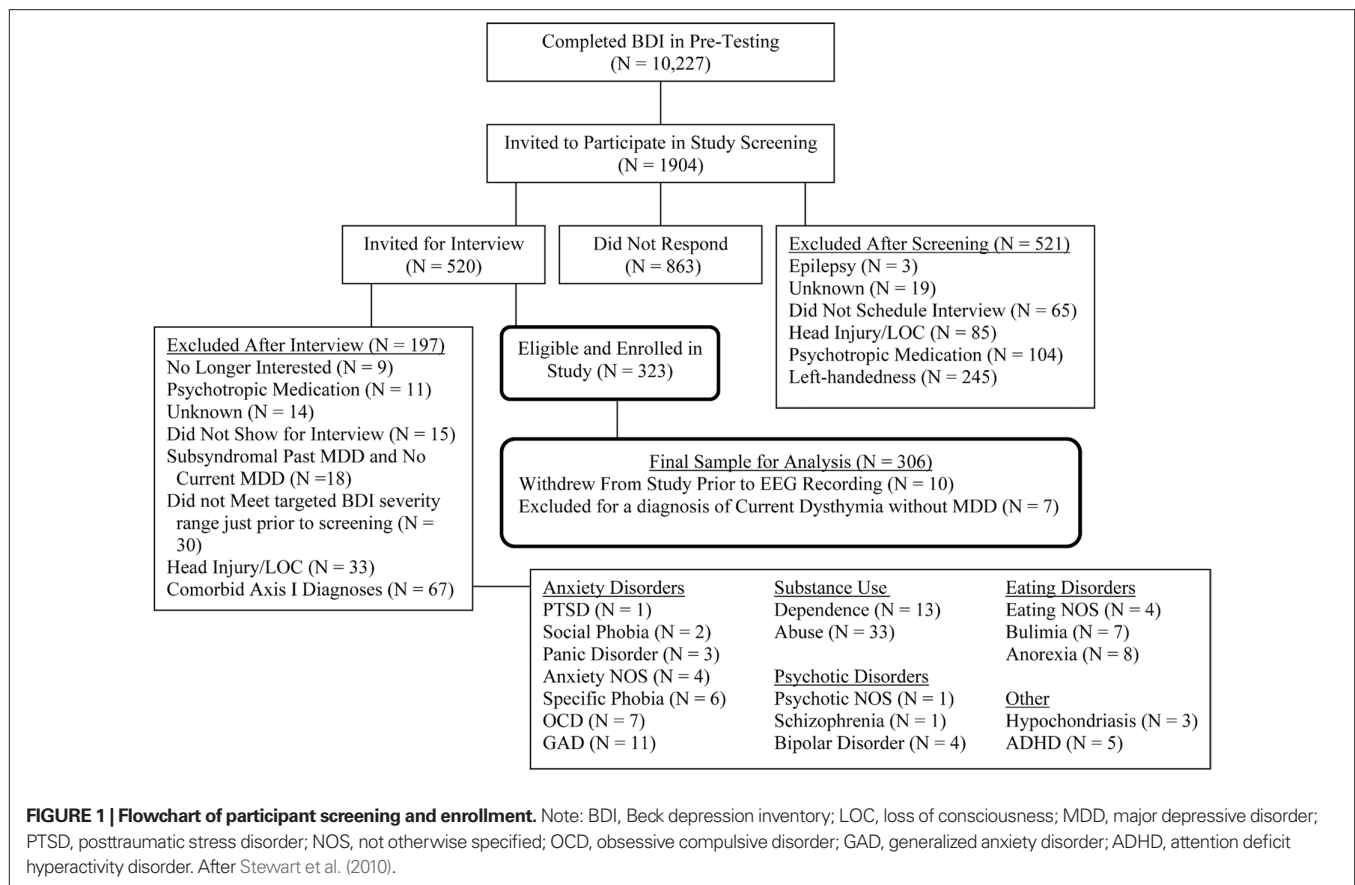 Completed BDI in Pre-Testing
(N = 10,227)
Invited to Participate in Study Screening
(N = 1904)
Invited for Interview
(N = 520)
Did Not Respond
(N = 863)
Excluded After Screening (N = 521)
Epilepsy (N = 3)
Unknown (N = 19)
Did Not Schedule Interview (N = 65)
Head Injury/LOC (N = 85)
Psychotropic Medication (N = 104)
Left-handedness (N = 245)
Excluded After Interview (N = 197)
No Longer Interested (N = 9)
Psychotropic Medication (N = 11)
Unknown (N = 14)
Did Not Show for Interview (N = 15)
Subsyndromal Past MDD and No
Current MDD (N =18)
Did not Meet targeted BDI severity
range just prior to screening (N =
30)
Head Injury/LOC (N = 33)
Comorbid Axis I Diagnoses (N = 67)
Eligible and Enrolled in
Study (N = 323)
Final Sample for Analysis (N = 306)
Withdrew From Study Prior to EEG Recording (N = 10)
Excluded for a diagnosis of Current Dysthymia without MDD (N = 7)
Anxiety Disorders
PTSD (N = 1)
Social Phobia (N = 2)
Panic Disorder (N = 3)
Anxiety NOS (N = 4)
Specific Phobia (N = 6)
OCD (N = 7)
GAD (N = 11)
Substance Use
Dependence (N = 13)
Abuse (N = 33)
Psychotic Disorders
Psychotic NOS (N = 1)
Schizophrenia (N = 1)
Bipolar Disorder (N = 4)
Eating Disorders
Eating NOS (N = 4)
Bulimia (N = 7)
Anorexia (N = 8)
Other
Hypochondriasis (N = 3)
ADHD (N = 5)
FIGURE 1 | Flowchart of participant screening and enrollment. Note: BDI, Beck depression inventory; LOC, loss of consciousness; MDD, major depressive disorder;
PTSD, posttraumatic stress disorder; NOS, not otherwise specified; OCD, obsessive compulsive disorder; GAD, generalized anxiety disorder; ADHD, attention deficit
hyperactivity disorder. After Stewart et al. (2010).